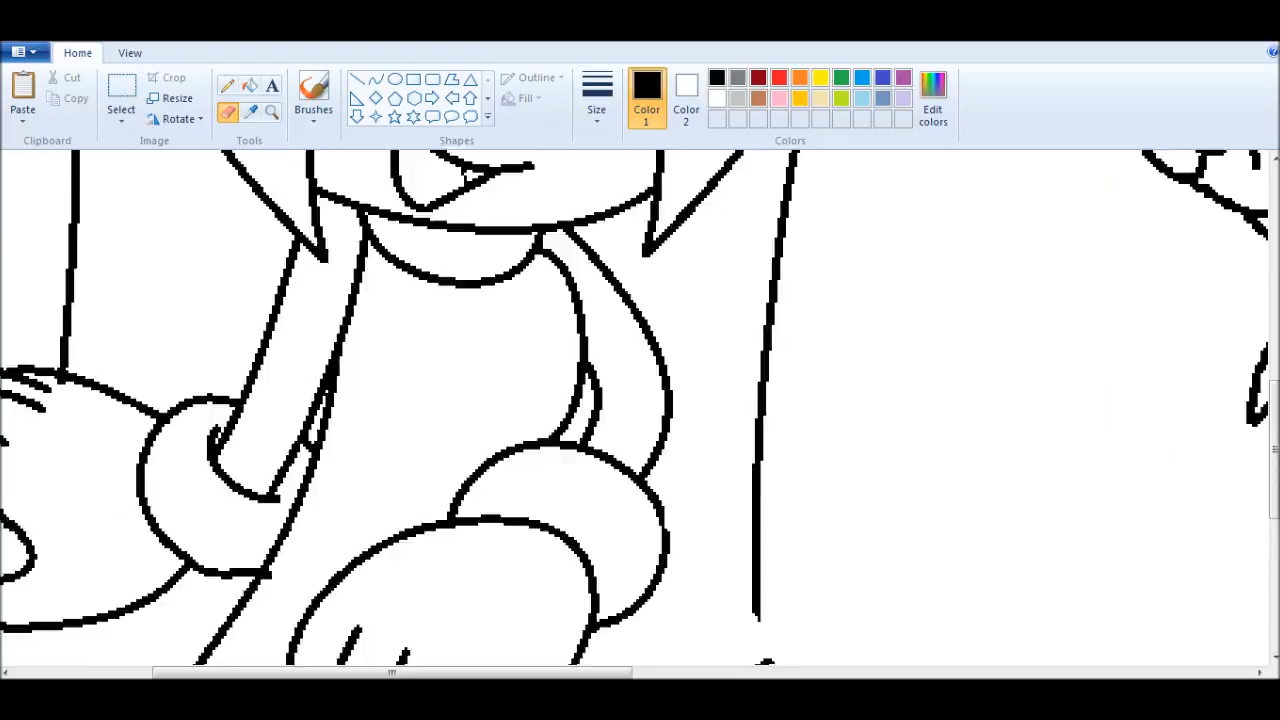 Home View
Paste Cut Copy
Clipboard
Select Crop Resize Rotate
Image
A
Tools
Brushes
Outline Fill
Shapes
Size
Color 1
Color 2
Edit colors
Colors